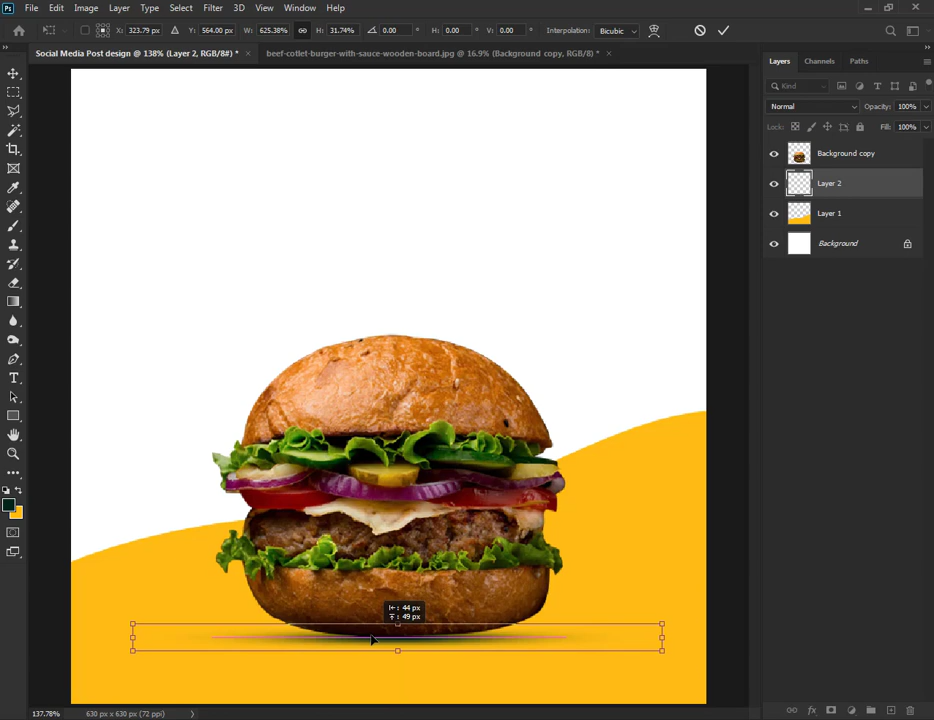 Ps File Edit Image Layer Type Select Filter 3D View Window Help
X: 323.79 px Y: 564.00 px W: 625.38% H: 31.74% 0.00 ° H: 0.00 ° V: 0.00 ° Interpolation: Bicubic
Social Media Post design @ 138% (Layer 2, RGB/8#) * × beef-cotlet-burger-with-sauce-wooden-board.jpg @ 16.9% (Background copy, RGB/8) * ×
Layers Channels Paths
Kind
Normal Opacity: 100%
Lock: Fill: 100%
Background copy
Layer 2
Layer 1
Background
44 px
49 px
137.78% 630 px x 630 px (72 ppi)